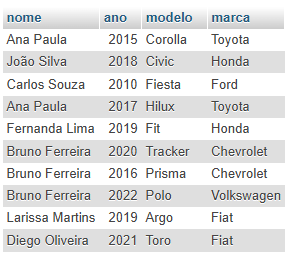 nome ano modelo marca
Ana Paula 2015 Corolla Toyota
João Silva 2018 Civic Honda
Carlos Souza 2010 Fiesta Ford
Ana Paula 2017 Hilux Toyota
Fernanda Lima 2019 Fit Honda
Bruno Ferreira 2020 Tracker Chevrolet
Bruno Ferreira 2016 Prisma Chevrolet
Bruno Ferreira 2022 Polo Volkswagen
Larissa Martins 2019 Argo Fiat
Diego Oliveira 2021 Toro Fiat